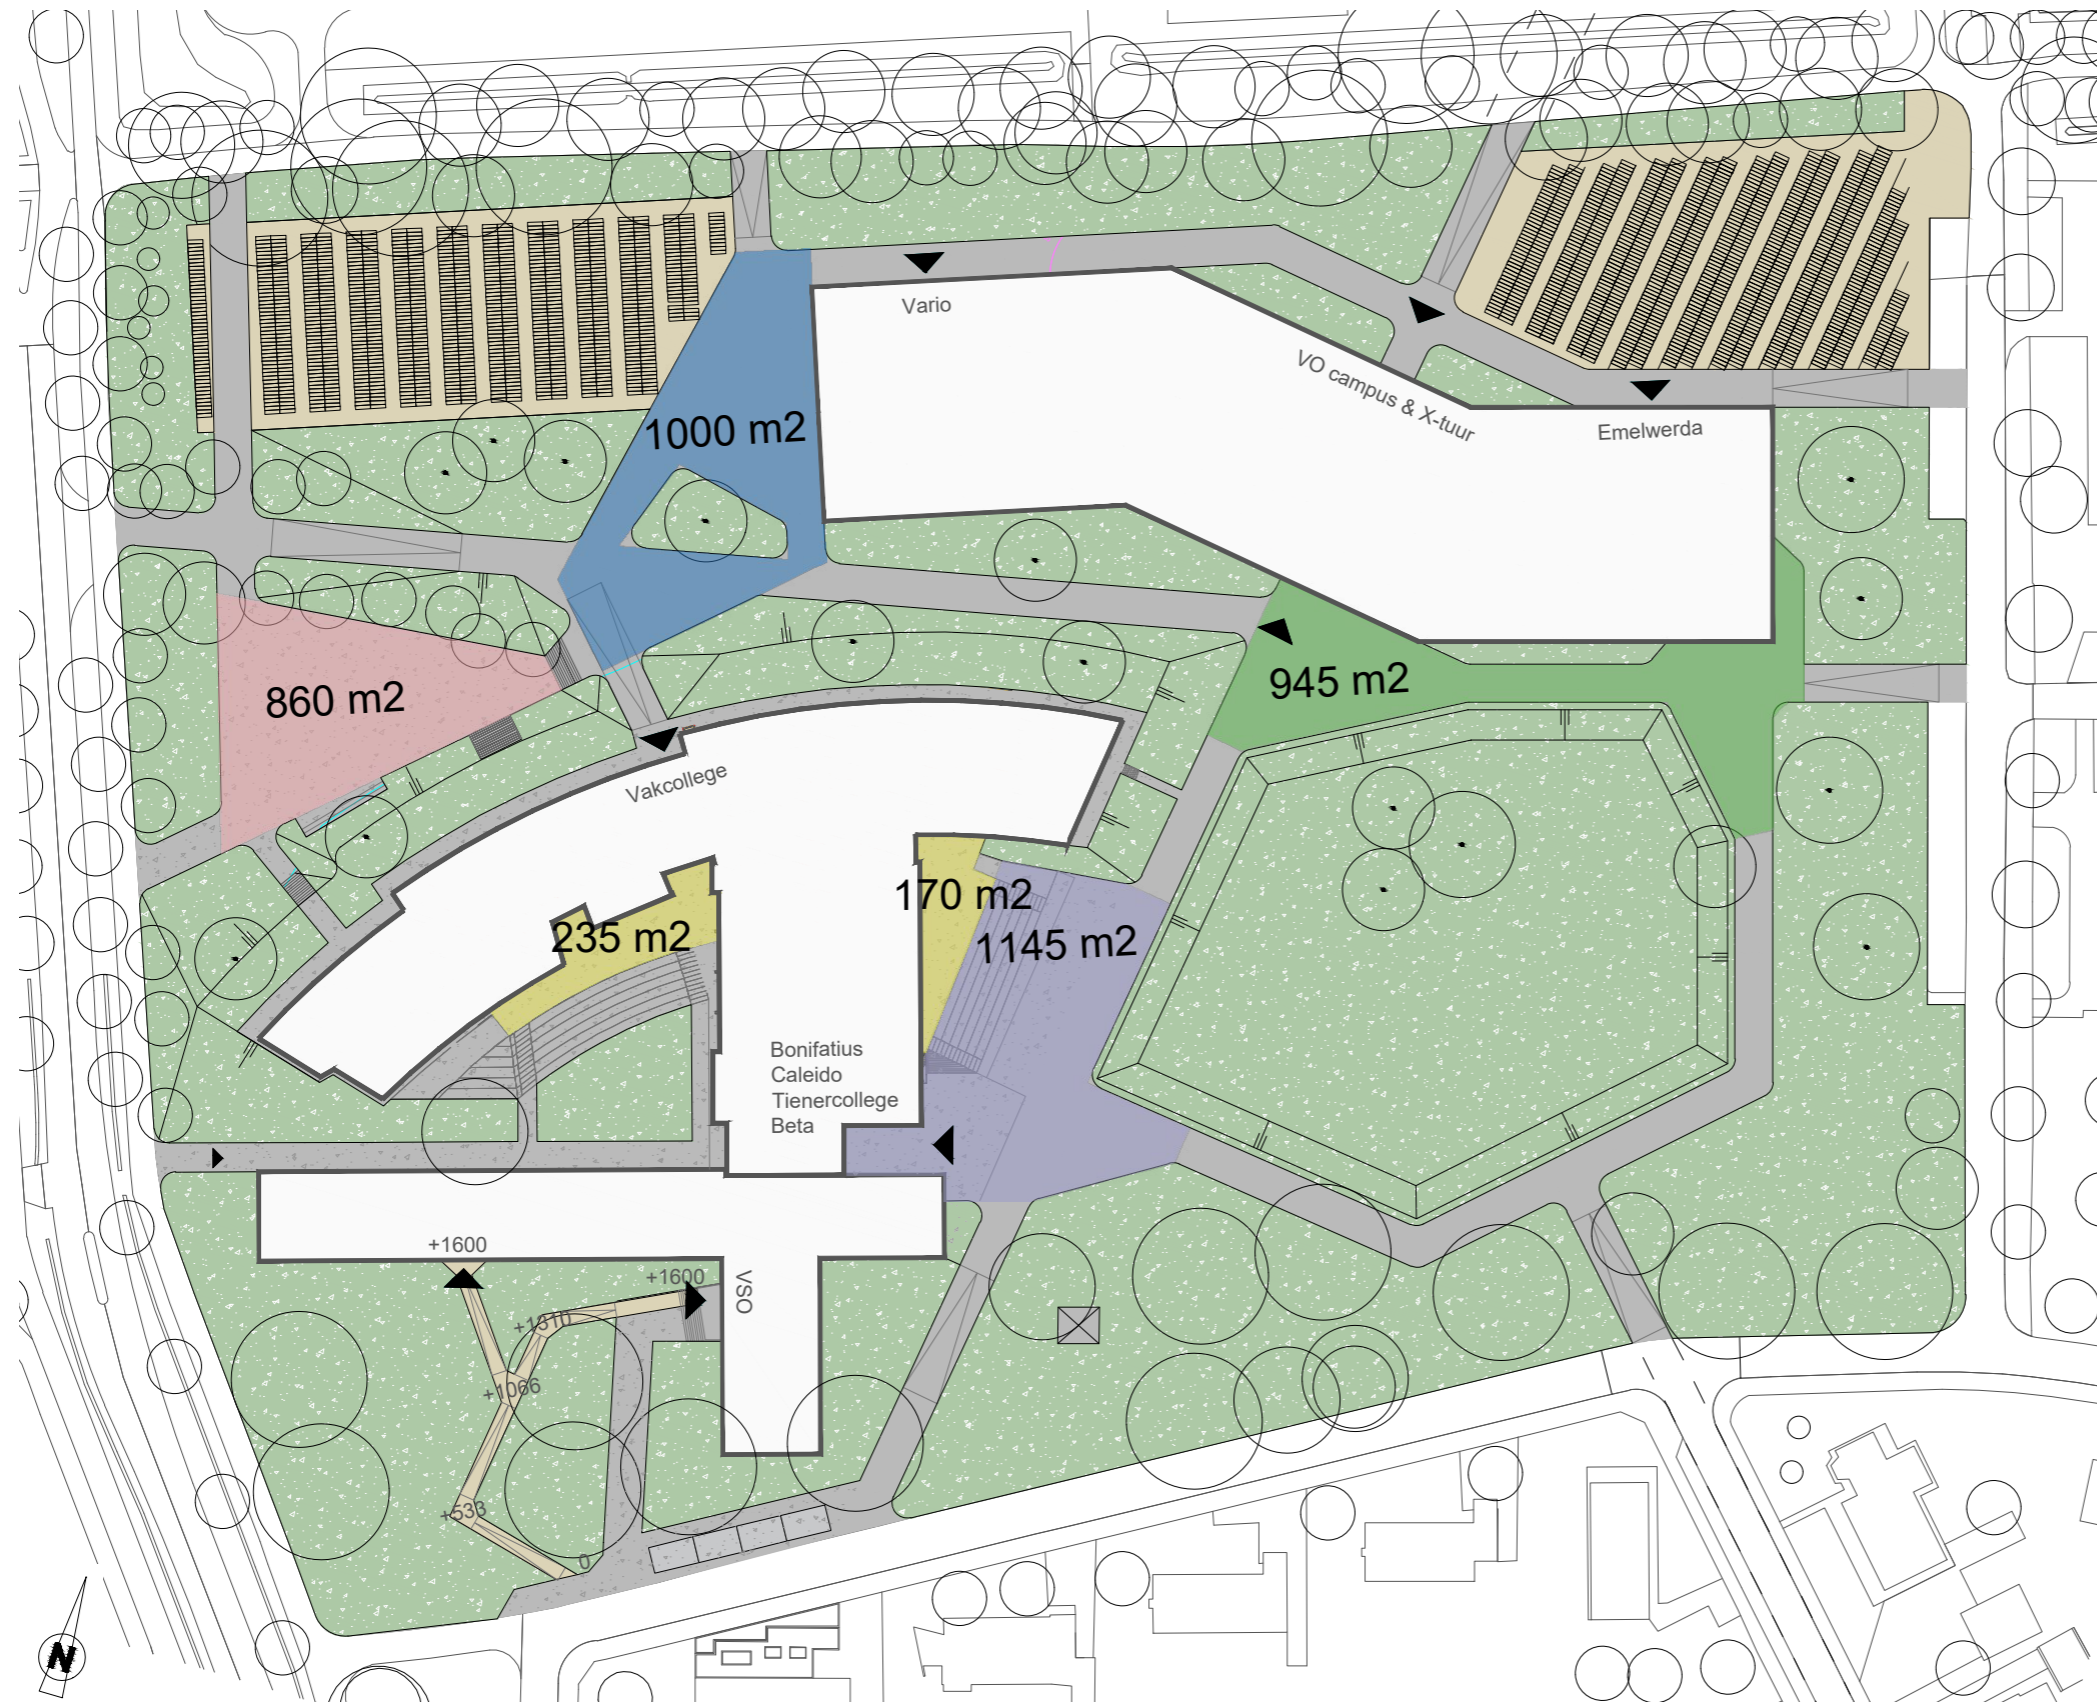 Vario
VO campus & X-tuur
Emelwerda
1000 m2
860 m2
945 m2
Vakcollege
170 m2
235 m2
1145 m2
Bonifatius
Caleido
Tienercollege
Beta
+1600
+1600
VSO
+1310
+1066
+533
0
N